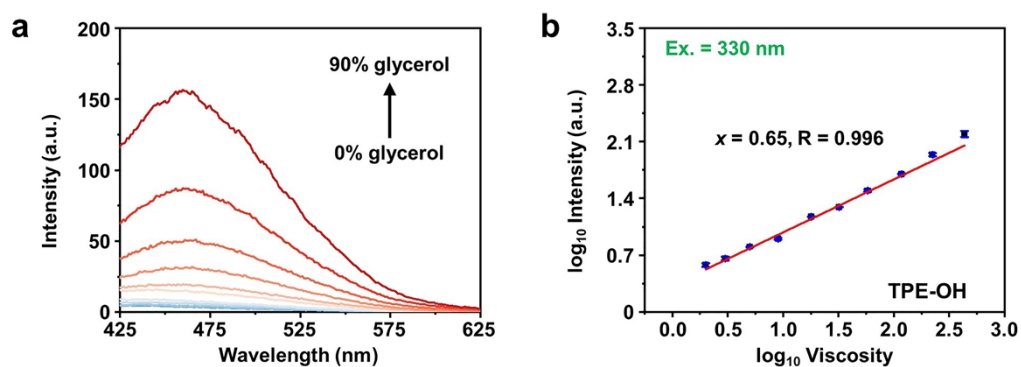 a
200
150
100
50
0
Intensity (a.u.)
90% glycerol
0% glycerol
425
475
525
575
625
Wavelength (nm)
b
3.5
2.8
2.1
1.4
0.7
0
log₁₀ Intensity (a.u.)
Ex. = 330 nm
x = 0.65, R = 0.996
TPE-OH
0.0
0.5
1.0
1.5
2.0
2.5
3.0
log₁₀ Viscosity